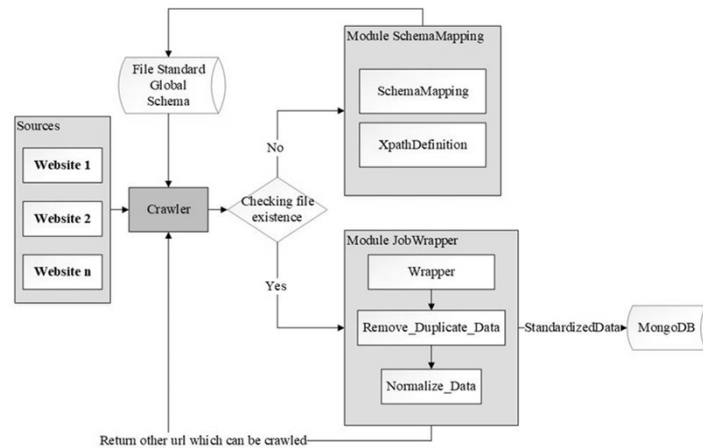 Module SchemaMapping
File Standard
Global
Schema
SchemaMapping
XpathDefinition
Sources
Website 1
Website 2
Website n
Crawler
No
Checking file
existence
Yes
Module JobWrapper
Wrapper
Remove_Duplicate_Data
Normalize_Data
StandardizedData
MongoDB
Return other url which can be crawled